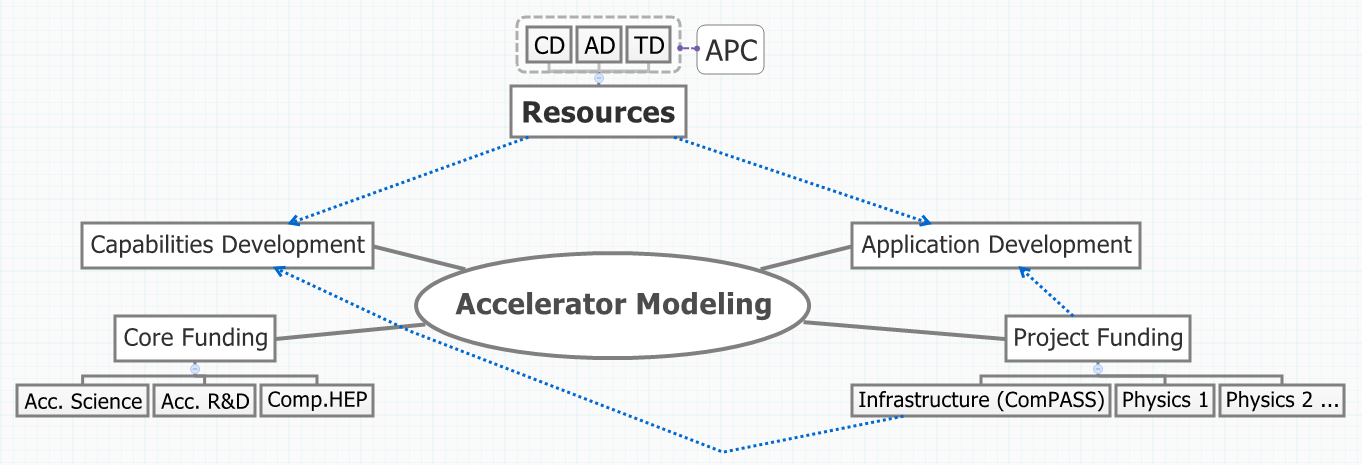 CD AD TD
APC
Resources
Capabilities Development
Application Development
Accelerator Modeling
Core Funding
Project Funding
Acc. Science
Acc. R&D
Comp.HEP
Infrastructure (ComPASS)
Physics 1
Physics 2 ...